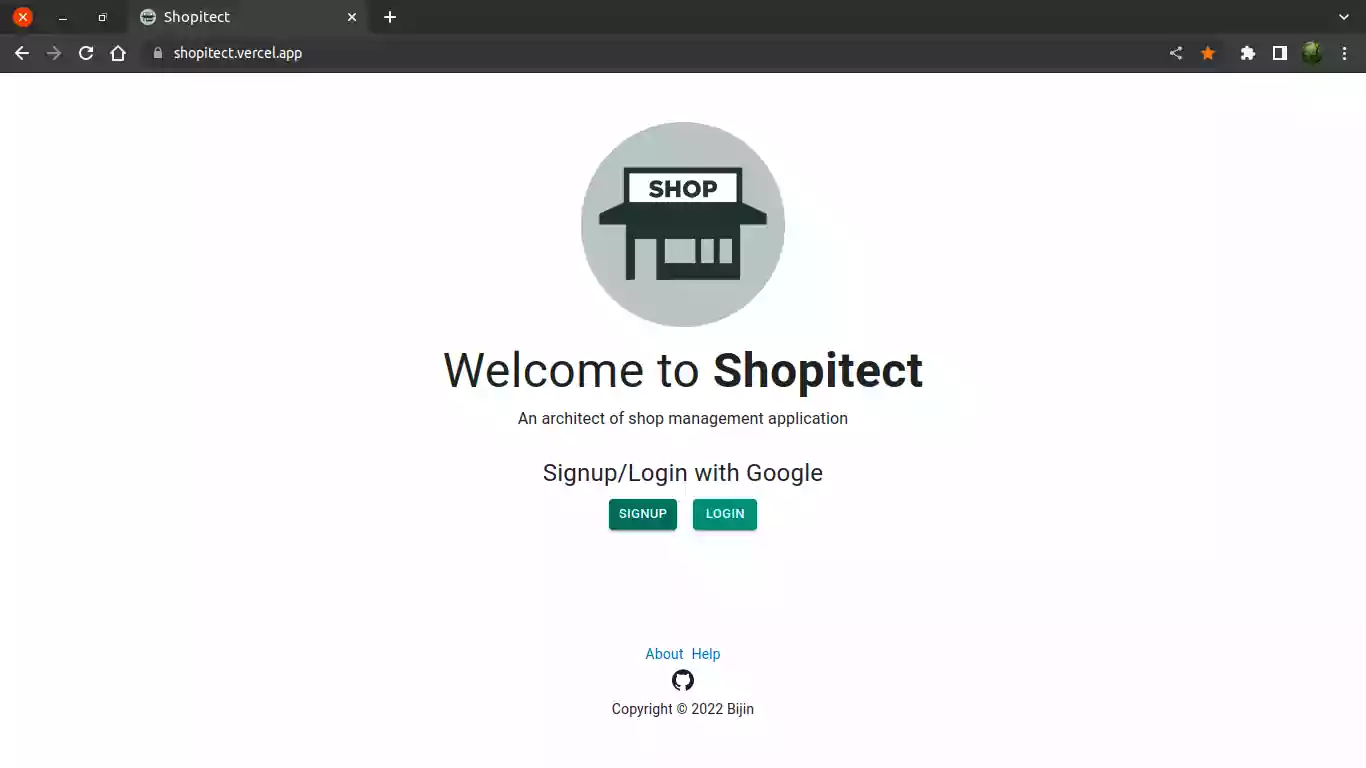 Shopitect
shopitect.vercel.app
SHOP
Welcome to Shopitect
An architect of shop management application
Signup/Login with Google
SIGNUP LOGIN
About Help
Copyright © 2022 Bijin